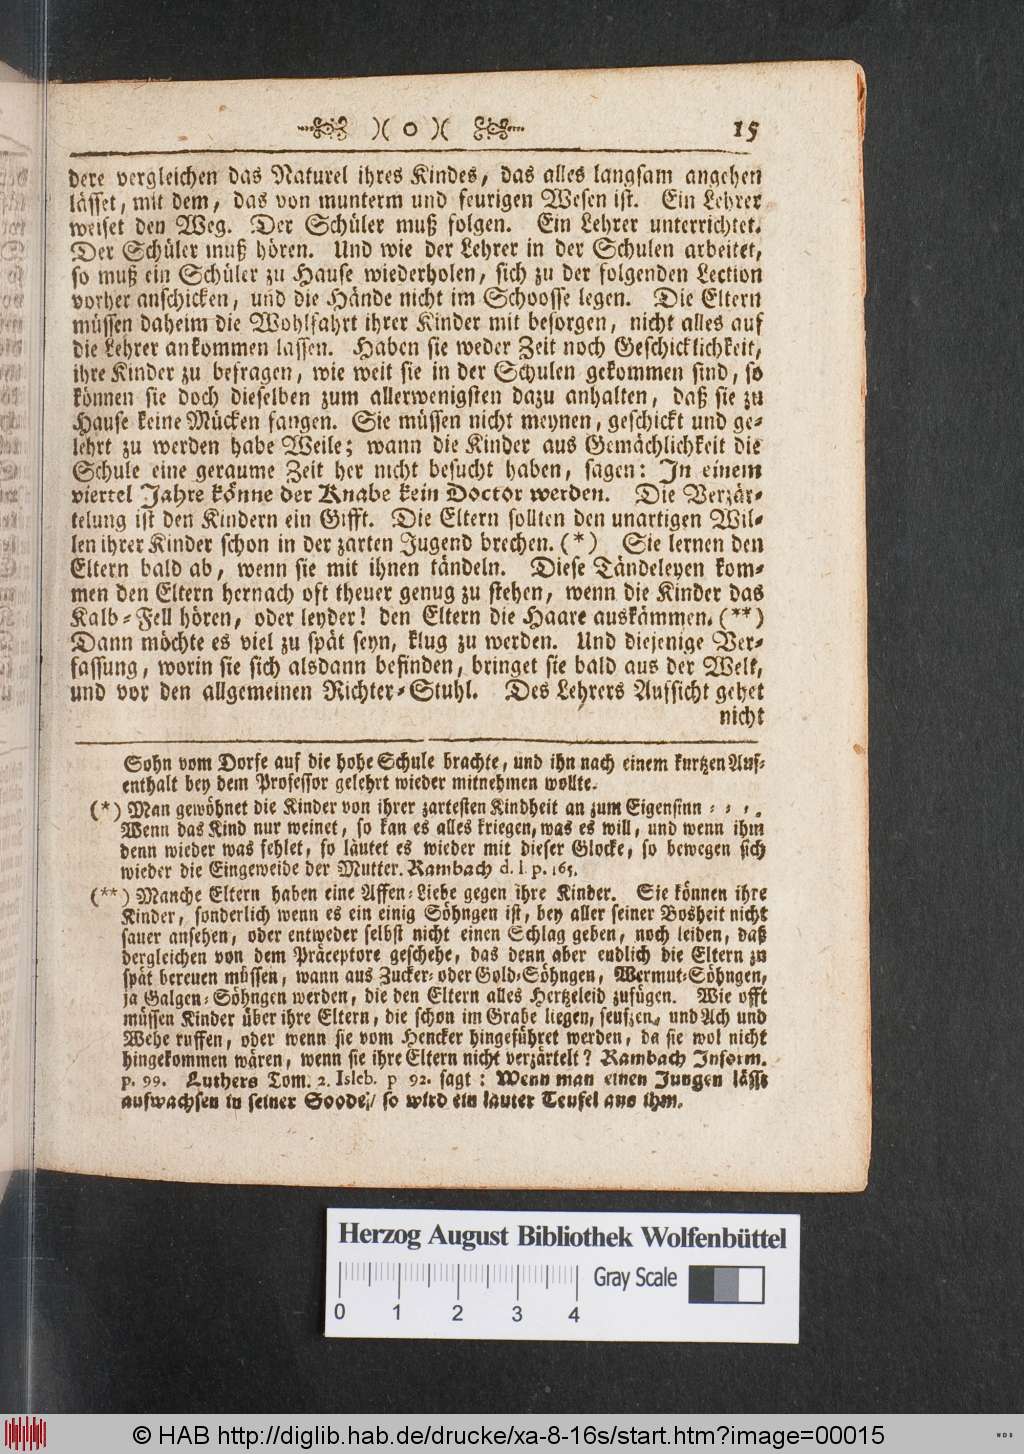 )( o )( 15
dere vergleichen das Naturel ihres Kindes, das alles langsam angehen
lässet, mit dem, das von munterm und feurigen Wesen ist. Ein Lehrer
weiset den Weg. Der Schüler muß folgen. Ein Lehrer unterrichtet.
Der Schüler muß hören. Und wie der Lehrer in der Schulen arbeitet,
so muß ein Schüler zu Hause wiederholen, sich zu der folgenden Lection
vorher anschicken, und die Hände nicht im Schoosse legen. Die Eltern
müssen daheim die Wohlfahrt ihrer Kinder mit besorgen, nicht alles auf
die Lehrer ankommen lassen. Haben sie weder Zeit noch Geschicklichkeit,
ihre Kinder zu befragen, wie weit sie in der Schulen gekommen sind, so
können sie doch dieselben zum allerwenigsten dazu anhalten, daß sie zu
Hause keine Mücken fangen. Sie müssen nicht meynen, geschickt und ge-
lehrt zu werden habe Weile; wann die Kinder aus Gemächlichkeit die
Schule eine geraume Zeit her nicht besucht haben, sagen: In einem
viertel Jahre könne der Knabe kein Doctor werden. Die Verzär-
telung ist den Kindern ein Gifft. Die Eltern sollten den unartigen Wil-
len ihrer Kinder schon in der zarten Jugend brechen. (*) Sie lernen den
Eltern bald ab, wenn sie mit ihnen tändeln. Diese Tändeleyen kom-
men den Eltern hernach oft theuer genug zu stehen, wenn die Kinder das
Kalb-Fell hören, oder leyder! den Eltern die Haare auskämmen. (**)
Dann möchte es viel zu spät seyn, klug zu werden. Und diejenige Ver-
fassung, worin sie sich alsdann befinden, bringet sie bald aus der Welt,
und vor den allgemeinen Richter-Stuhl. Des Lehrers Aufsicht gehet
nicht
Sohn vom Dorfe auf die hohe Schule brachte, und ihn nach einem kurtzen Auf-
enthalt bey dem Professor gelehrt wieder mitnehmen wollte.
(*) Man gewöhnet die Kinder von ihrer zartesten Kindheit an zum Eigensinn - - -.
Wenn das Kind nur weinet, so kan es alles kriegen, was es will, und wenn ihm
denn wieder was fehlet, so läutet es wieder mit dieser Glocke, so bewegen sich
wieder die Eingeweide der Mutter. Rambach d. l. p. 165.
(**) Manche Eltern haben eine Affen-Liebe gegen ihre Kinder. Sie können ihre
Kinder, sonderlich wenn es ein einig Söhngen ist, bey aller seiner Bosheit nicht
sauer ansehen, oder entweder selbst nicht einen Schlag geben, noch leiden, daß
dergleichen von dem Präceptore geschehe, das denn aber endlich die Eltern zu
spät bereuen müssen, wann aus Zucker- oder Gold-Söhngen, Wermut-Söhngen,
ja Galgen-Söhngen werden, die den Eltern alles Hertzeleid zufügen. Wie offt
müssen Kinder über ihre Eltern, die schon im Grabe liegen, seufzen, und Ach und
Wehe ruffen, oder wenn sie vom Hencker hingeführet werden, da sie wol nicht
hingekommen wären, wenn sie ihre Eltern nicht verzärtelt? Rambach Inform.
p. 99. Luthers Tom. 2. Isleb. p 92. sagt: Wenn man einen Jungen lässt
aufwachsen in seiner Soode,/ so wird ein lauter Teufel aus ihm.
Herzog August Bibliothek Wolfenbüttel
Gray Scale
0 1 2 3 4
© HAB http://diglib.hab.de/drucke/xa-8-16s/start.htm?image=00015